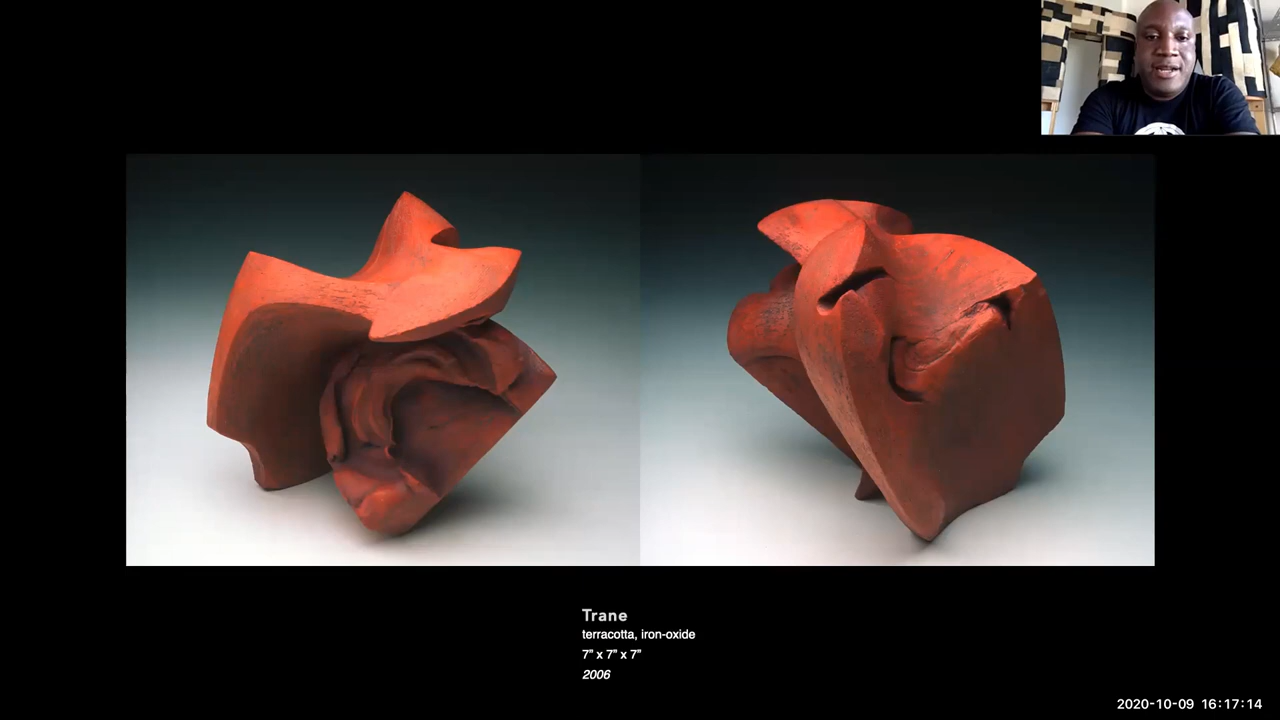 Trane
terracotta, iron-oxide
7” x 7” x 7”
2006
2020-10-09 16:17:14